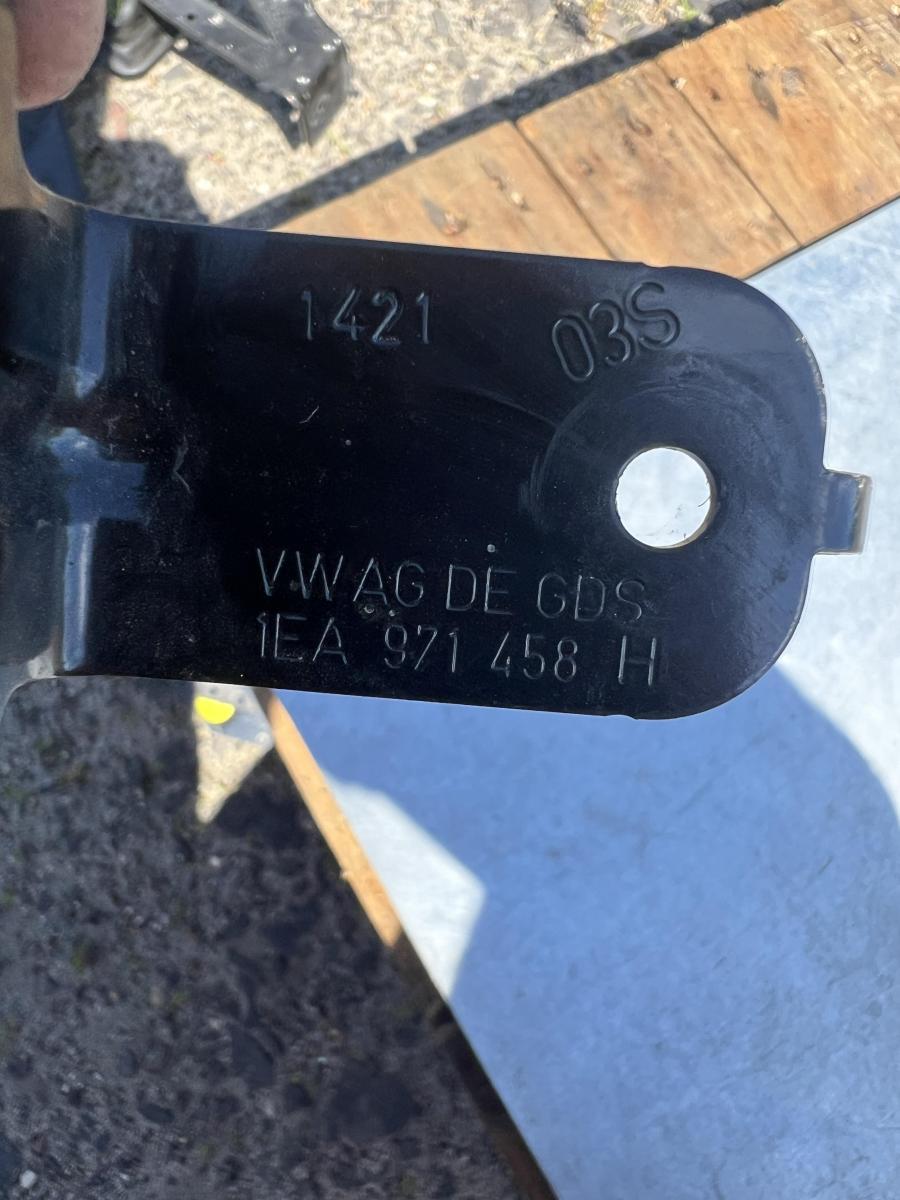 1421
03S
VW AG DE GDS
1EA 971 458 H